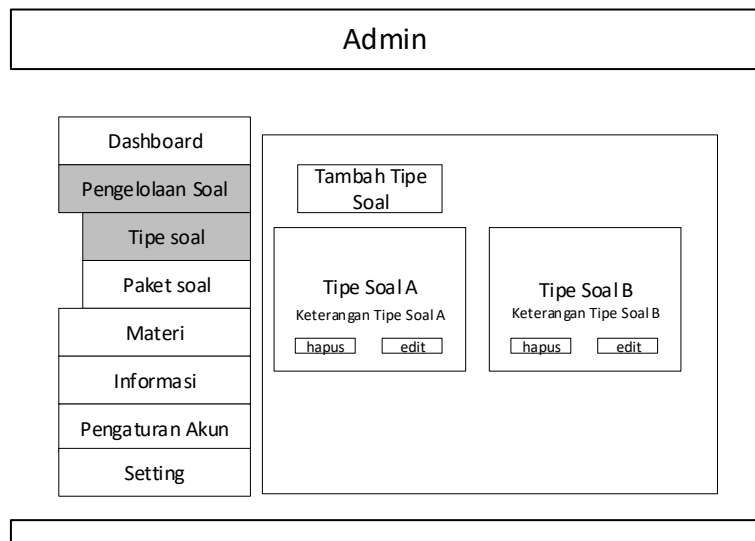 Admin
Dashboard
Pengelolaan Soal
Tipe soal
Paket soal
Materi
Informasi
Pengaturan Akun
Setting
Tambah Tipe
Soal
Tipe Soal A
Keterangan Tipe Soal A
hapus edit
Tipe Soal B
Keterangan Tipe Soal B
hapus edit